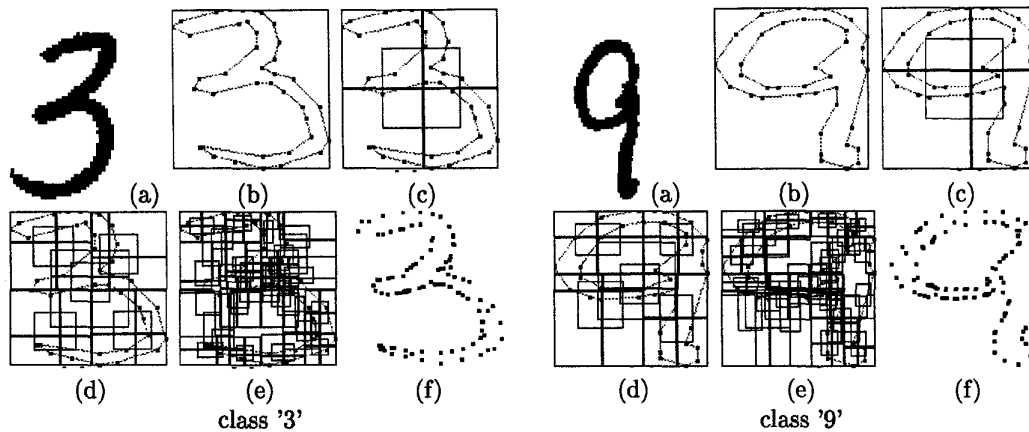 3
9
(a) (b) (c) (a) (b) (c)
(d) (e) (f) (d) (e) (f)
class '3' class '9'